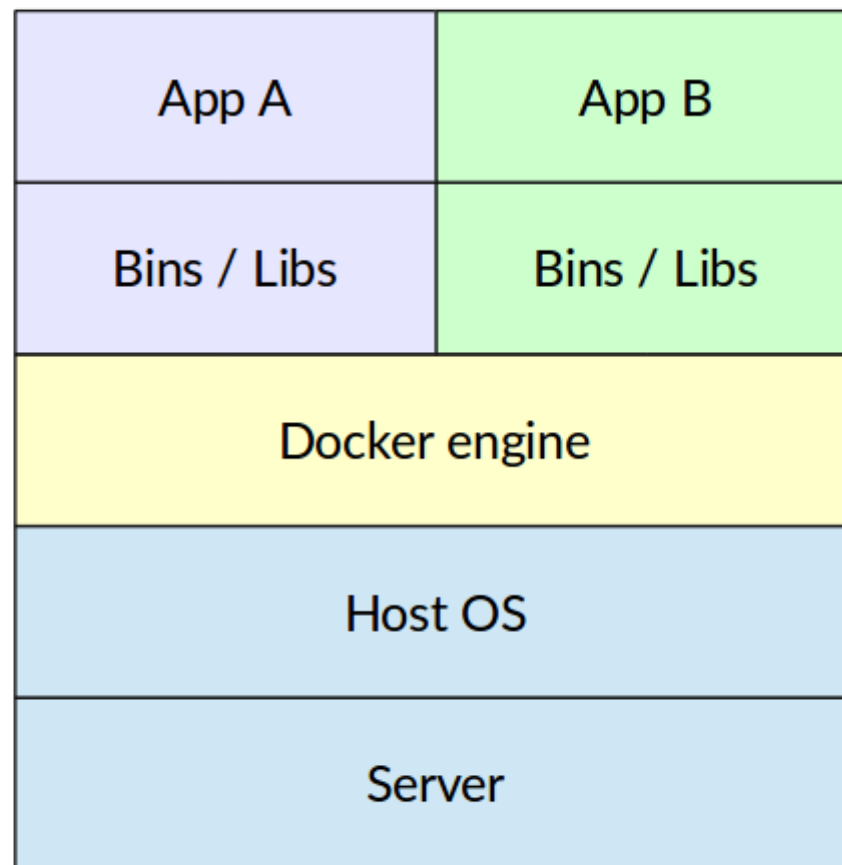 App A
App B
Bins / Libs
Bins / Libs
Docker engine
Host OS
Server